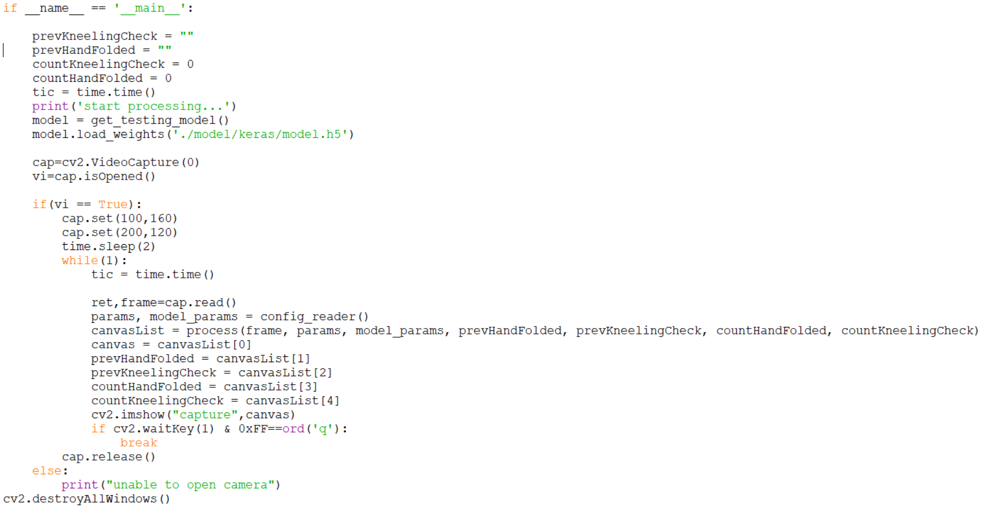 if __name__ == '__main__':
    prevKneelingCheck = ""
    prevHandFolded = ""
    countKneelingCheck = 0
    countHandFolded = 0
    tic = time.time()
    print('start processing...')
    model = get_testing_model()
    model.load_weights('./model/keras/model.h5')
    cap=cv2.VideoCapture(0)
    vi=cap.isOpened()
    if(vi == True):
        cap.set(100,160)
        cap.set(200,120)
        time.sleep(2)
        while(1):
            tic = time.time()
            ret,frame=cap.read()
            params, model_params = config_reader()
            canvasList = process(frame, params, model_params, prevHandFolded, prevKneelingCheck, countHandFolded, countKneelingCheck)
            canvas = canvasList[0]
            prevHandFolded = canvasList[1]
            prevKneelingCheck = canvasList[2]
            countHandFolded = canvasList[3]
            countKneelingCheck = canvasList[4]
            cv2.imshow("capture",canvas)
            if cv2.waitKey(1) & 0xFF==ord('q'):
                break
        cap.release()
    else:
        print("unable to open camera")
cv2.destroyAllWindows()